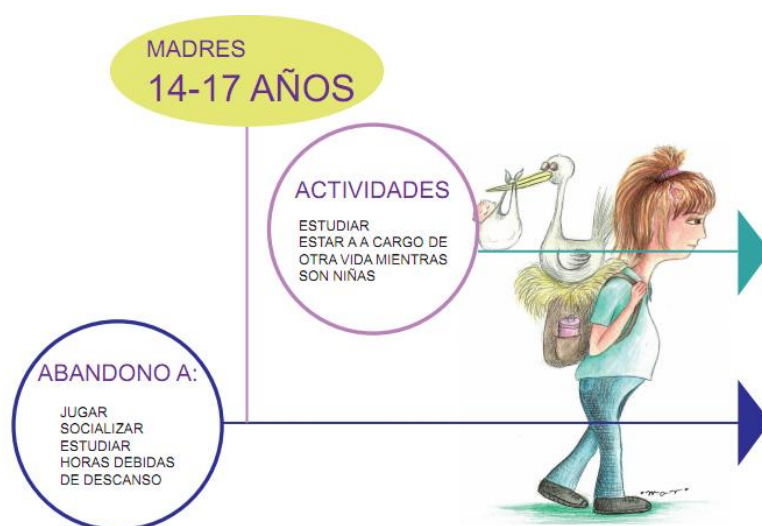 MADRES
14-17 AÑOS
ACTIVIDADES
ESTUDIAR
ESTAR A A CARGO DE
OTRA VIDA MIENTRAS
SON NIÑAS
ABANDONO A:
JUGAR
SOCIALIZAR
ESTUDIAR
HORAS DEBIDAS
DE DESCANSO